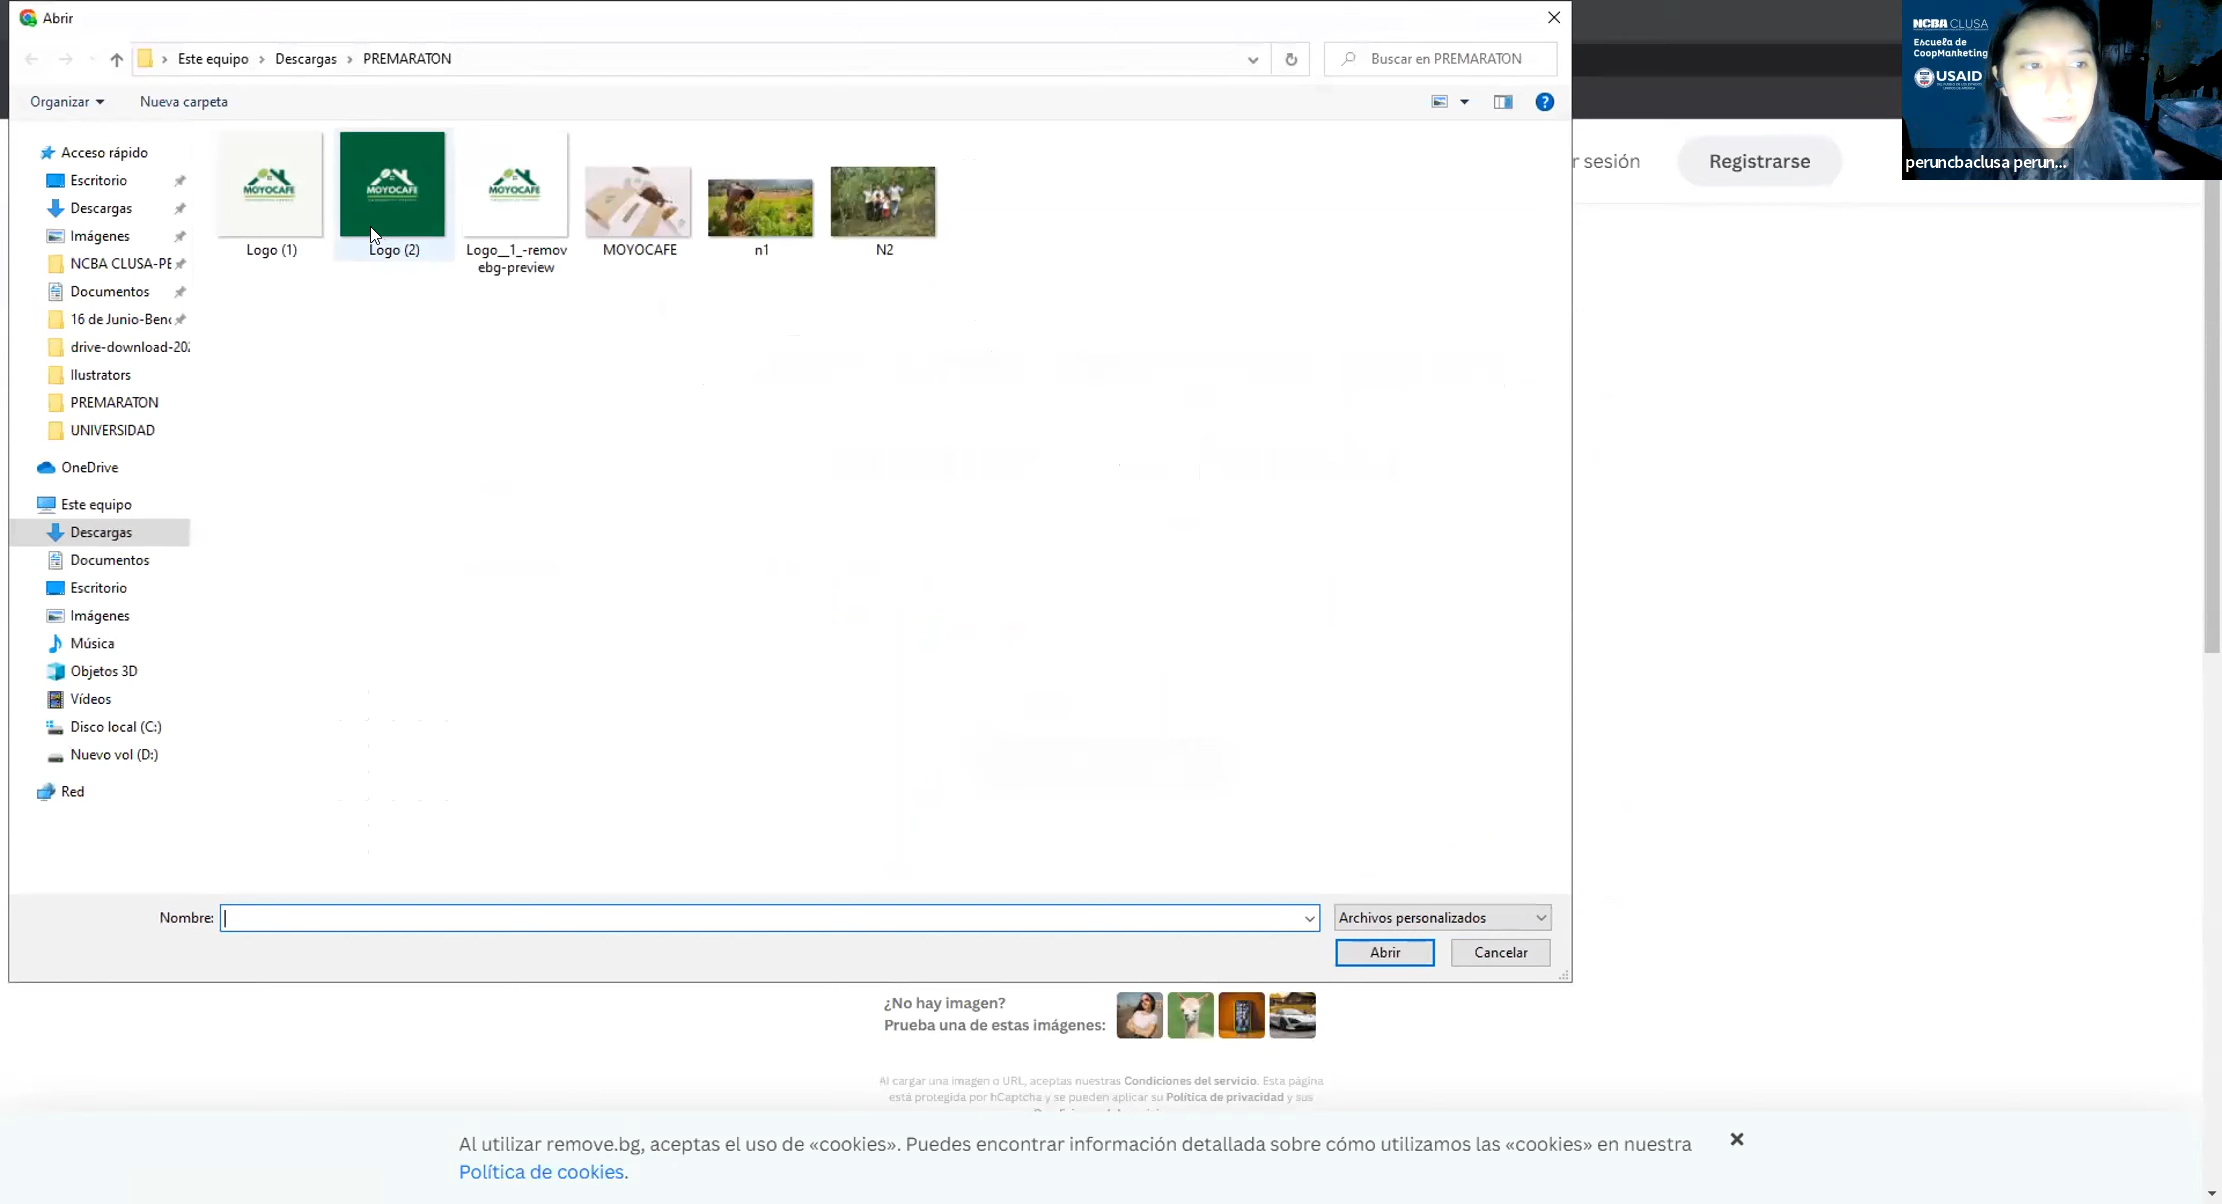 Abrir
Este equipo
Descargas
PREMARATON
Buscar en PREMARATON
Organizar
Nueva carpeta
?
Acceso rápido
Escritorio
Descargas
Imágenes
NCBA CLUSA-PE
Documentos
16 de Junio-Benc
drive-download-202
Ilustrators
PREMARATON
UNIVERSIDAD
OneDrive
Este equipo
Descargas
Documentos
Escritorio
Imágenes
Música
Objetos 3D
Vídeos
Disco local (C:)
Nuevo vol (D:)
Red
MOYOCAFE
MOYOCAFE
MOYOCAFE
Logo (1)
Logo (2)
Logo__1_-remov
ebg-preview
MOYOCAFE
n1
N2
Nombre:
Archivos personalizados
Abrir
Cancelar
r sesión
Registrarse
NCBA CLUSA
Escuela de
CoopMarketing
USAID
peruncbaclusa perun...
¿No hay imagen?
Prueba una de estas imágenes:
Al cargar una imagen o URL, aceptas nuestras Condiciones del servicio. Esta página
está protegida por hCaptcha y se pueden aplicar su Política de privacidad y sus
Al utilizar remove.bg, aceptas el uso de «cookies». Puedes encontrar información detallada sobre cómo utilizamos las «cookies» en nuestra
Política de cookies.